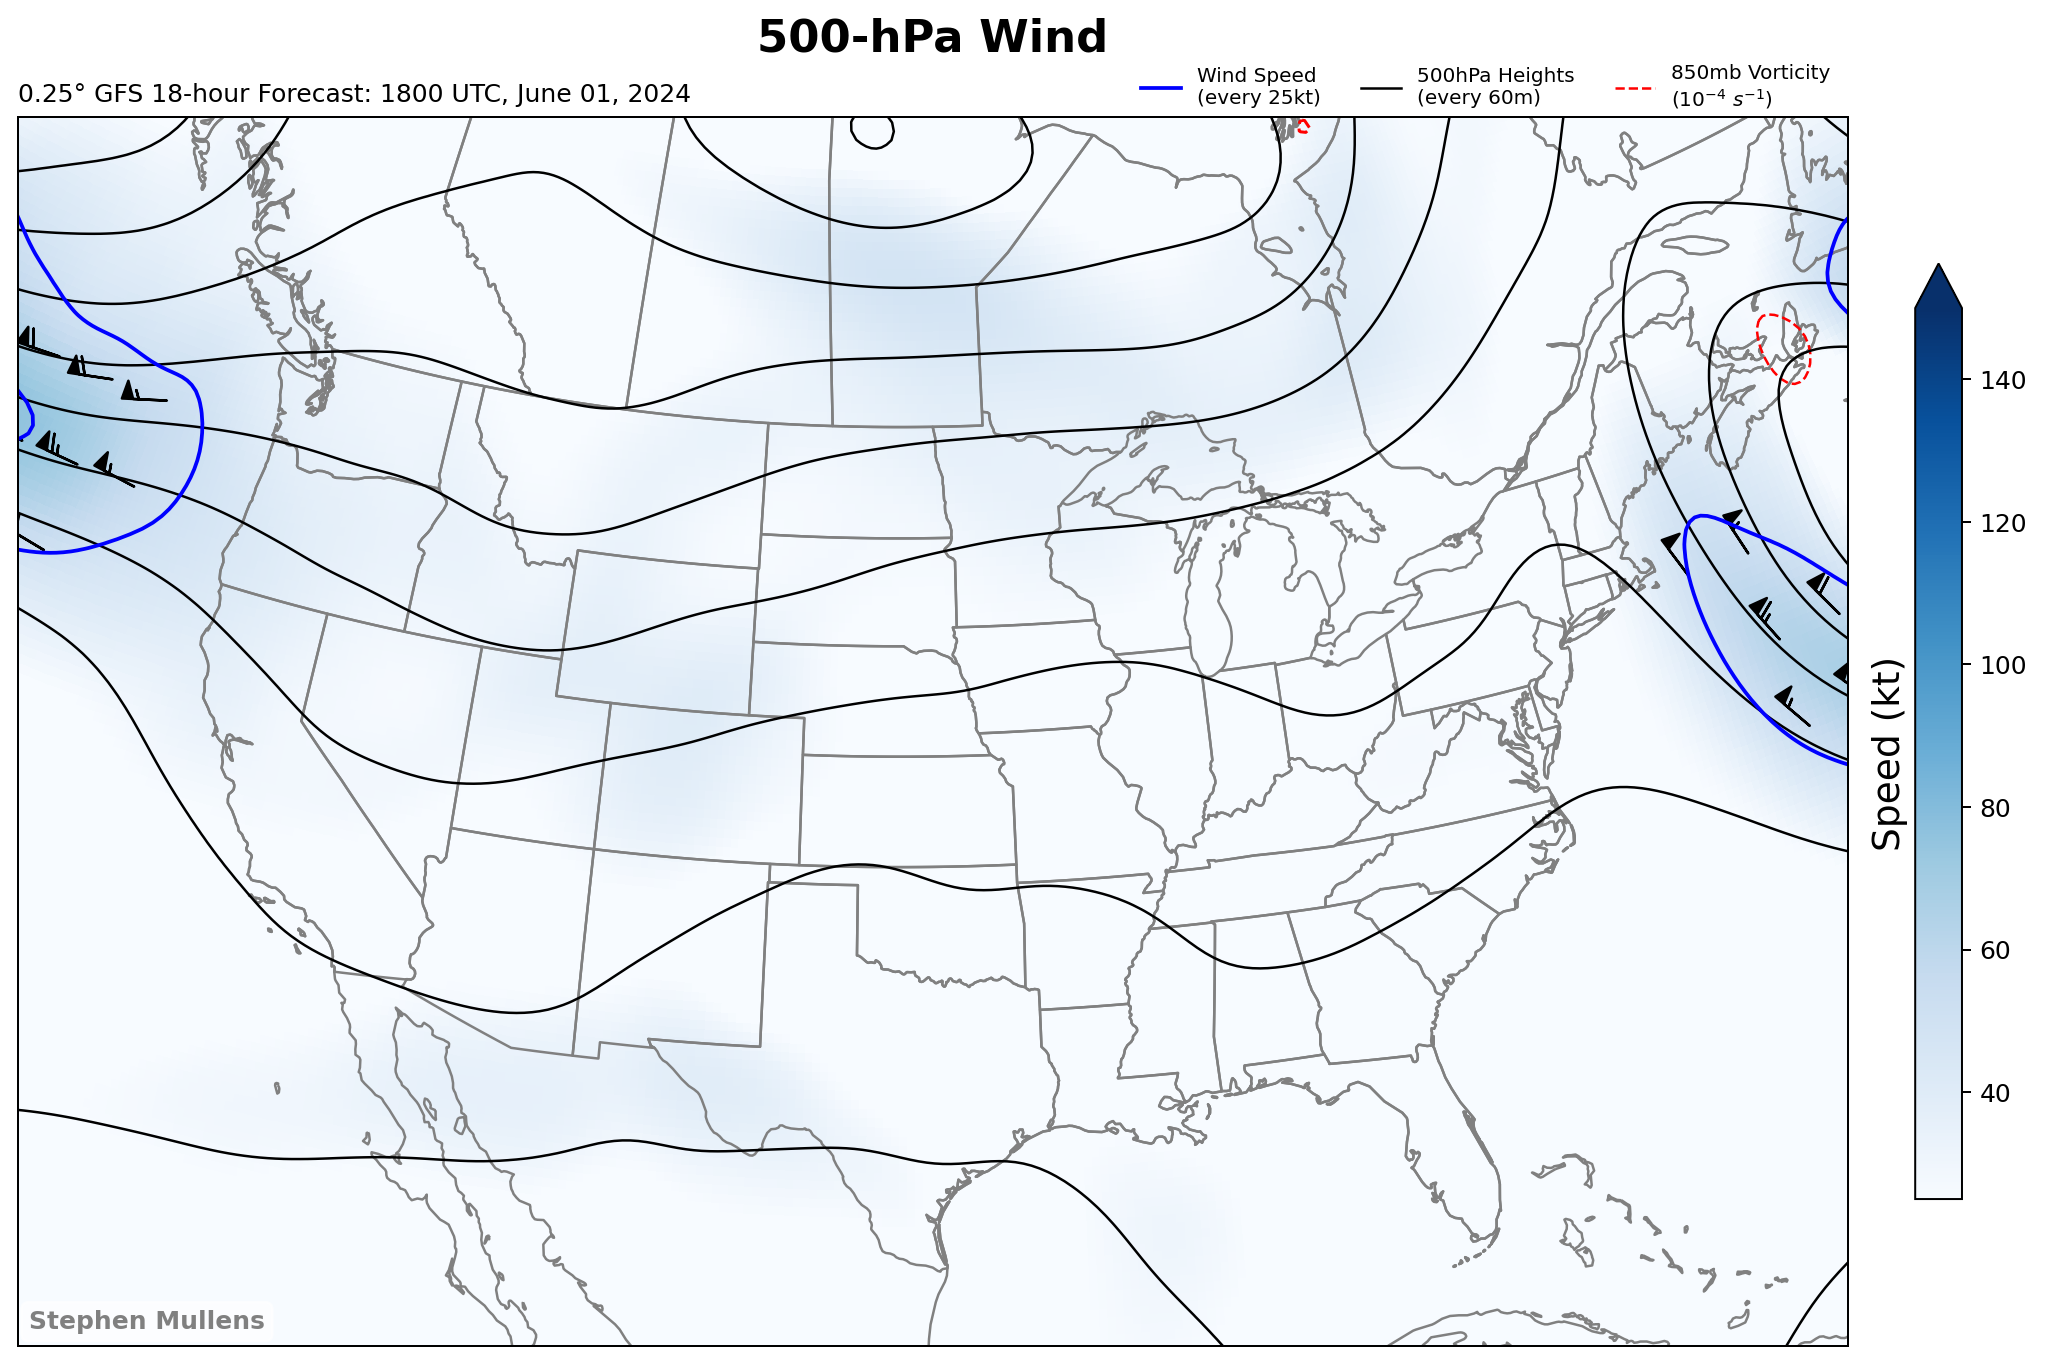 500-hPa Wind
0.25° GFS 18-hour Forecast: 1800 UTC, June 01, 2024
Wind Speed
(every 25kt)
500hPa Heights
(every 60m)
850mb Vorticity
(10⁻⁴ s⁻¹)
140
120
100
80
60
40
Speed (kt)
Stephen Mullens